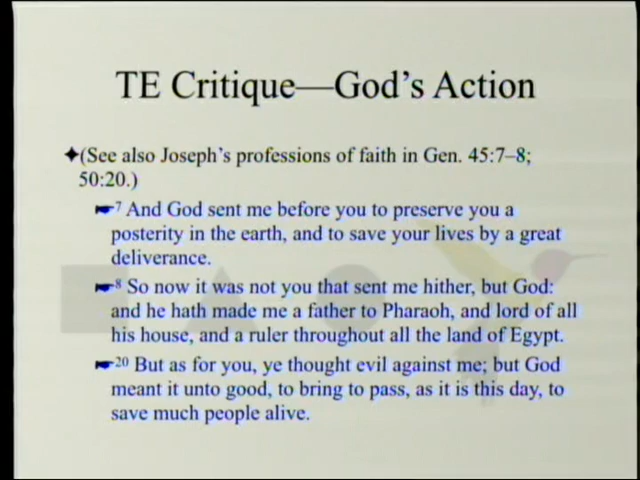 TE Critique—God's Action
✦(See also Joseph's professions of faith in Gen. 45:7–8;
50:20.)
☛7 And God sent me before you to preserve you a
posterity in the earth, and to save your lives by a great
deliverance.
☛8 So now it was not you that sent me hither, but God:
and he hath made me a father to Pharaoh, and lord of all
his house, and a ruler throughout all the land of Egypt.
☛20 But as for you, ye thought evil against me; but God
meant it unto good, to bring to pass, as it is this day, to
save much people alive.